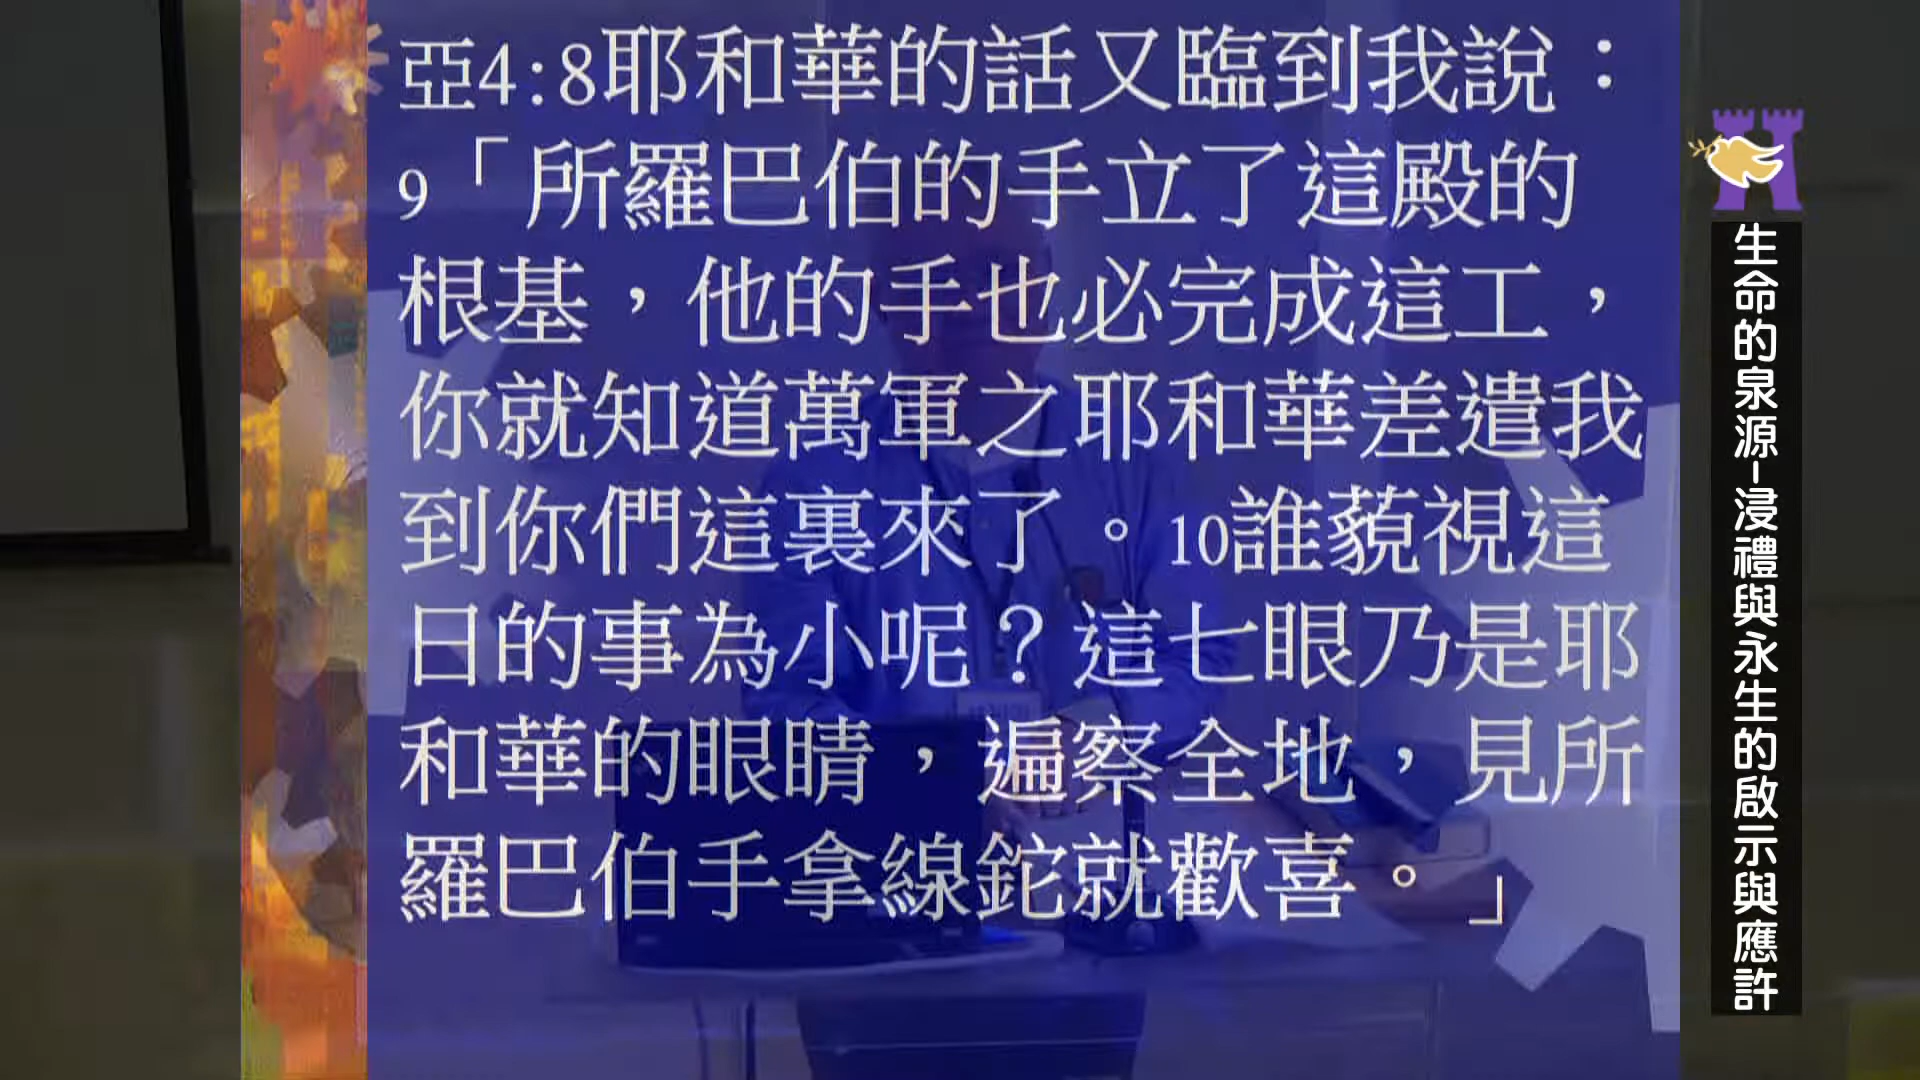 亞4:8耶和華的話又臨到我說：
9「所羅巴伯的手立了這殿的
根基，他的手也必完成這工，
你就知道萬軍之耶和華差遣我
到你們這裏來了。10誰藐視這
日的事為小呢？這七眼乃是耶
和華的眼睛，遍察全地，見所
羅巴伯手拿線鉈就歡喜。」
生命的泉源-浸禮與永生的啟示與應許